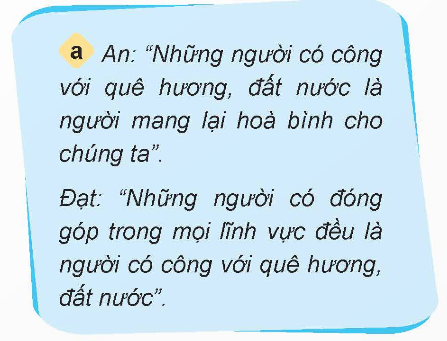 a An: “Những người có công
với quê hương, đất nước là
người mang lại hoà bình cho
chúng ta”.
Đạt: “Những người có đóng
góp trong mọi lĩnh vực đều là
người có công với quê hương,
đất nước”.